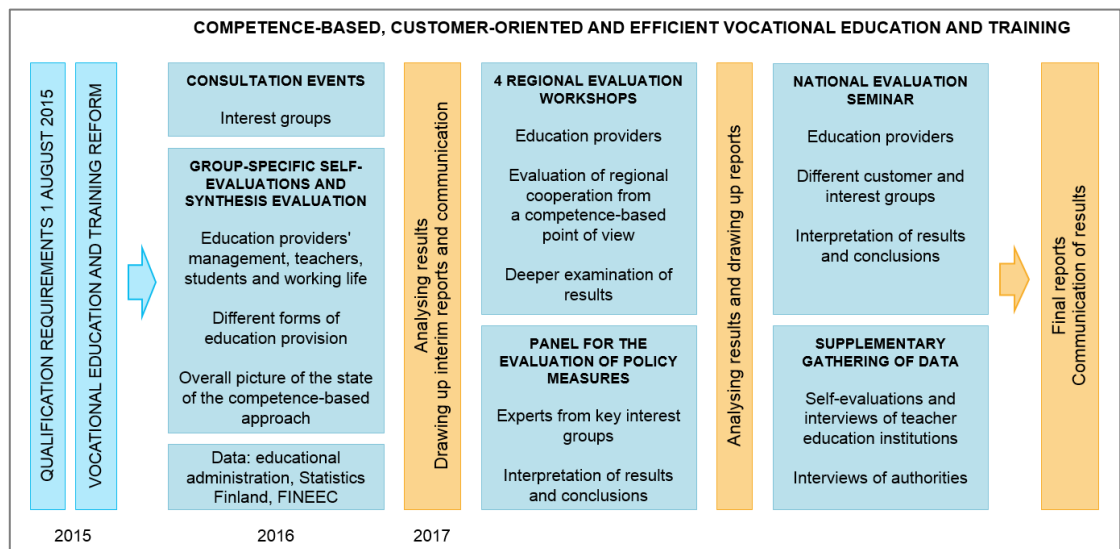 COMPETENCE-BASED, CUSTOMER-ORIENTED AND EFFICIENT VOCATIONAL EDUCATION AND TRAINING
QUALIFICATION REQUIREMENTS 1 AUGUST 2015
VOCATIONAL EDUCATION AND TRAINING REFORM
CONSULTATION EVENTS
Interest groups
GROUP-SPECIFIC SELF-
EVALUATIONS AND
SYNTHESIS EVALUATION
Education providers'
management, teachers,
students and working life
Different forms of
education provision
Overall picture of the state
of the competence-based
approach
Data: educational
administration, Statistics
Finland, FINEEC
Analysing results
Drawing up interim reports and communication
4 REGIONAL EVALUATION
WORKSHOPS
Education providers
Evaluation of regional
cooperation from
a competence-based
point of view
Deeper examination of
results
PANEL FOR THE
EVALUATION OF POLICY
MEASURES
Experts from key interest
groups
Interpretation of results
and conclusions
Analysing results and drawing up reports
NATIONAL EVALUATION
SEMINAR
Education providers
Different customer and
interest groups
Interpretation of results
and conclusions
SUPPLEMENTARY
GATHERING OF DATA
Self-evaluations and
interviews of teacher
education institutions
Interviews of authorities
Final reports
Communication of results
2015
2016
2017